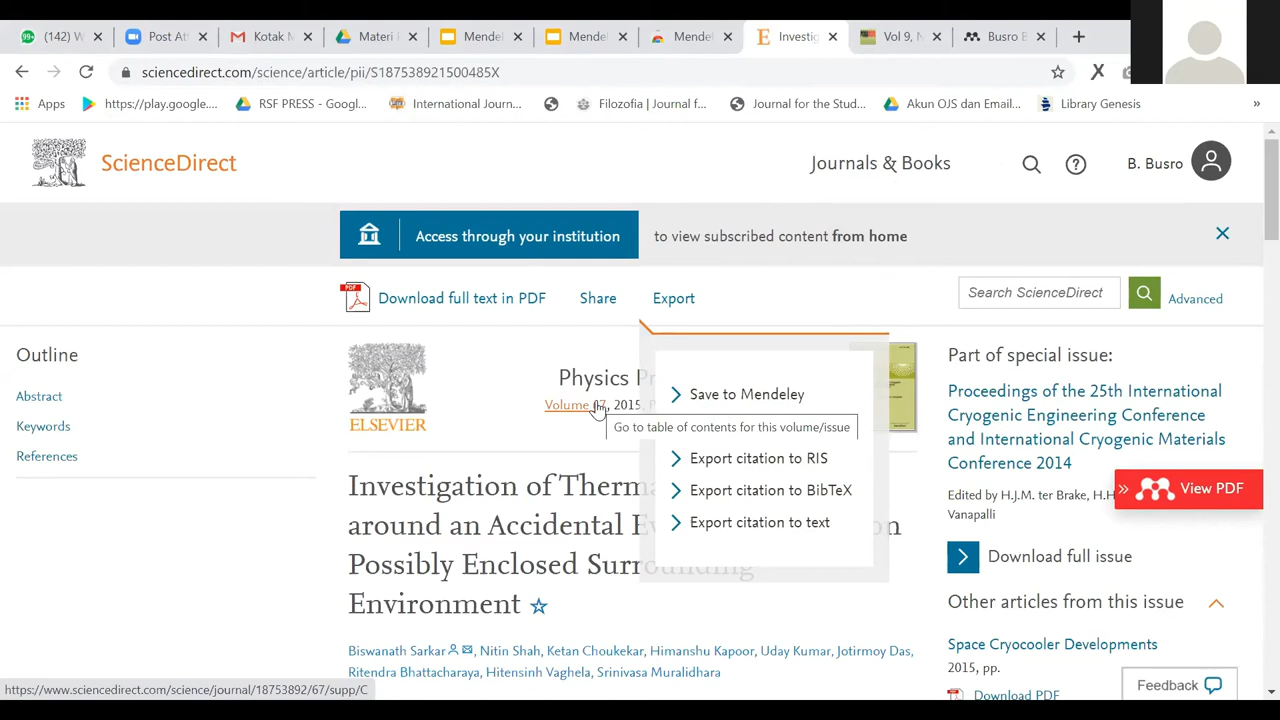 99+
(142) W
Post At
Kotak M
Materi
Mendel
Mendel
Mendel
Investig
Vol 9, N
Busro B
sciencedirect.com/science/article/pii/S187538921500485X
Apps
https://play.google....
RSF PRESS - Googl...
International Journ...
Filozofia | Journal f...
Journal for the Stud...
Akun OJS dan Email...
Library Genesis
»
ScienceDirect
Journals & Books
B. Busro
Access through your institution
to view subscribed content from home
PDF
Download full text in PDF
Share
Export
Search ScienceDirect
Advanced
Outline
Abstract
Keywords
References
ELSEVIER
Physics Pr
Volume 67, 2015, P
Save to Mendeley
Go to table of contents for this volume/issue
Export citation to RIS
Export citation to BibTeX
Export citation to text
Investigation of Therma
around an Accidental Ev on
Possibly Enclosed Surrounding
Environment
Biswanath Sarkar, Nitin Shah, Ketan Choukekar, Himanshu Kapoor, Uday Kumar, Jotirmoy Das,
Ritendra Bhattacharya, Hitensinh Vaghela, Srinivasa Muralidhara
Part of special issue:
Proceedings of the 25th International
Cryogenic Engineering Conference
and International Cryogenic Materials
Conference 2014
Edited by H.J.M. ter Brake, H.H
Vanapalli
» View PDF
Download full issue
Other articles from this issue
Space Cryocooler Developments
2015, pp.
Download PDF
Feedback
https://www.sciencedirect.com/science/journal/18753892/67/supp/C